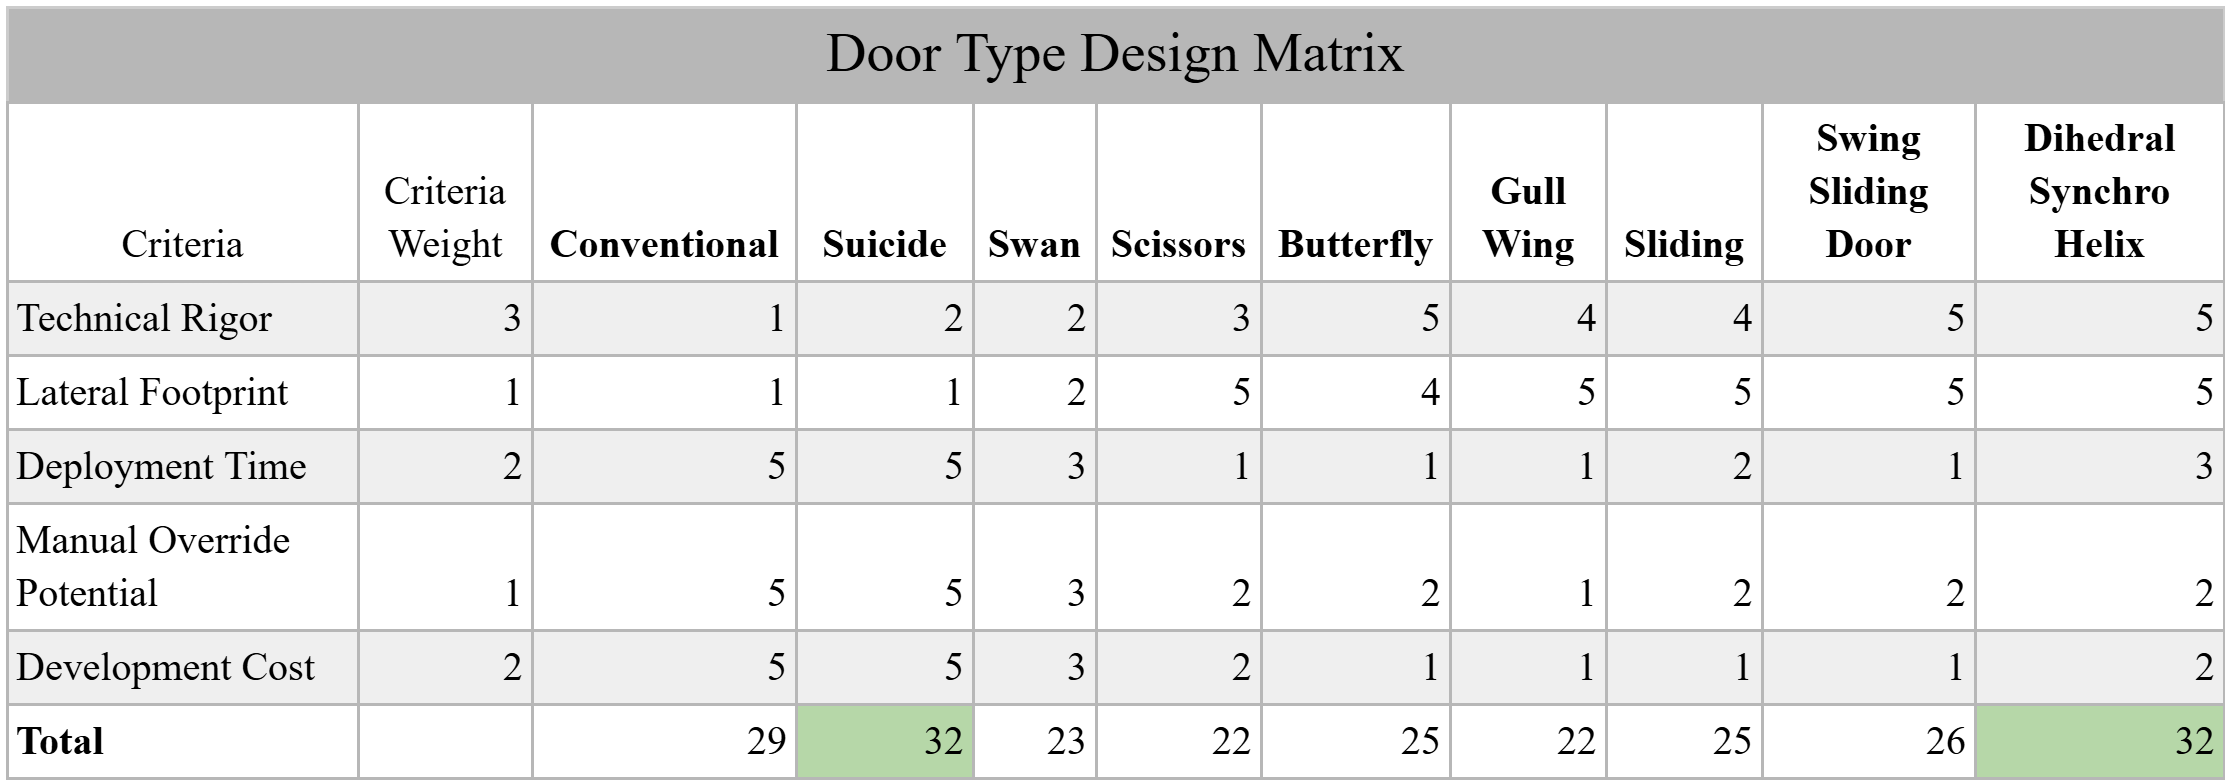 Door Type Design Matrix
Criteria Criteria Weight Conventional Suicide Swan Scissors Butterfly Gull Wing Sliding Swing Sliding Door Dihedral Synchro Helix
Technical Rigor 3 1 2 2 3 5 4 4 5 5
Lateral Footprint 1 1 1 2 5 4 5 5 5 5
Deployment Time 2 5 5 3 1 1 1 2 1 3
Manual Override Potential 1 5 5 3 2 2 1 2 2 2
Development Cost 2 5 5 3 2 1 1 1 1 2
Total 29 32 23 22 25 22 25 26 32